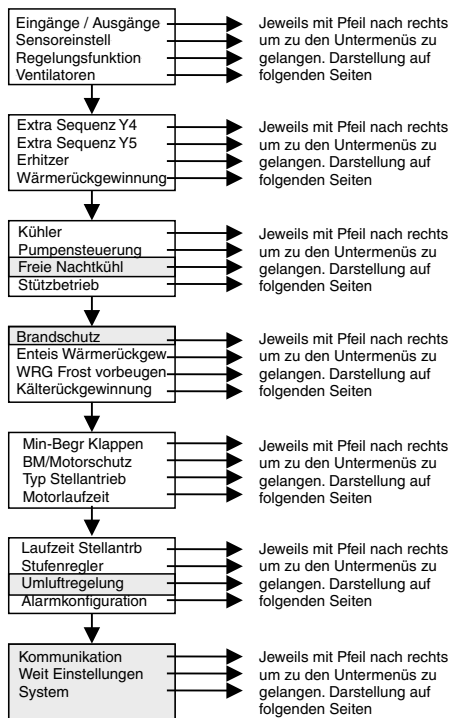 Eingänge / Ausgänge
Sensoreinstell
Regelungsfunktion
Ventilatoren
Jeweils mit Pfeil nach rechts
um zu den Untermenüs zu
gelangen. Darstellung auf
folgenden Seiten
Extra Sequenz Y4
Extra Sequenz Y5
Erhitzer
Wärmerückgewinnung
Jeweils mit Pfeil nach rechts
um zu den Untermenüs zu
gelangen. Darstellung auf
folgenden Seiten
Kühler
Pumpensteuerung
Freie Nachtkühl
Stützbetrieb
Jeweils mit Pfeil nach rechts
um zu den Untermenüs zu
gelangen. Darstellung auf
folgenden Seiten
Brandschutz
Enteis Wärmerückgew
WRG Frost vorbeugen
Kälterückgewinnung
Jeweils mit Pfeil nach rechts
um zu den Untermenüs zu
gelangen. Darstellung auf
folgenden Seiten
Min-Begr Klappen
BM/Motorschutz
Typ Stellantrieb
Motorlaufzeit
Jeweils mit Pfeil nach rechts
um zu den Untermenüs zu
gelangen. Darstellung auf
folgenden Seiten
Laufzeit Stellantrb
Stufenregler
Umluftregelung
Alarmkonfiguration
Jeweils mit Pfeil nach rechts
um zu den Untermenüs zu
gelangen. Darstellung auf
folgenden Seiten
Kommunikation
Weit Einstellungen
System
Jeweils mit Pfeil nach rechts
um zu den Untermenüs zu
gelangen. Darstellung auf
folgenden Seiten